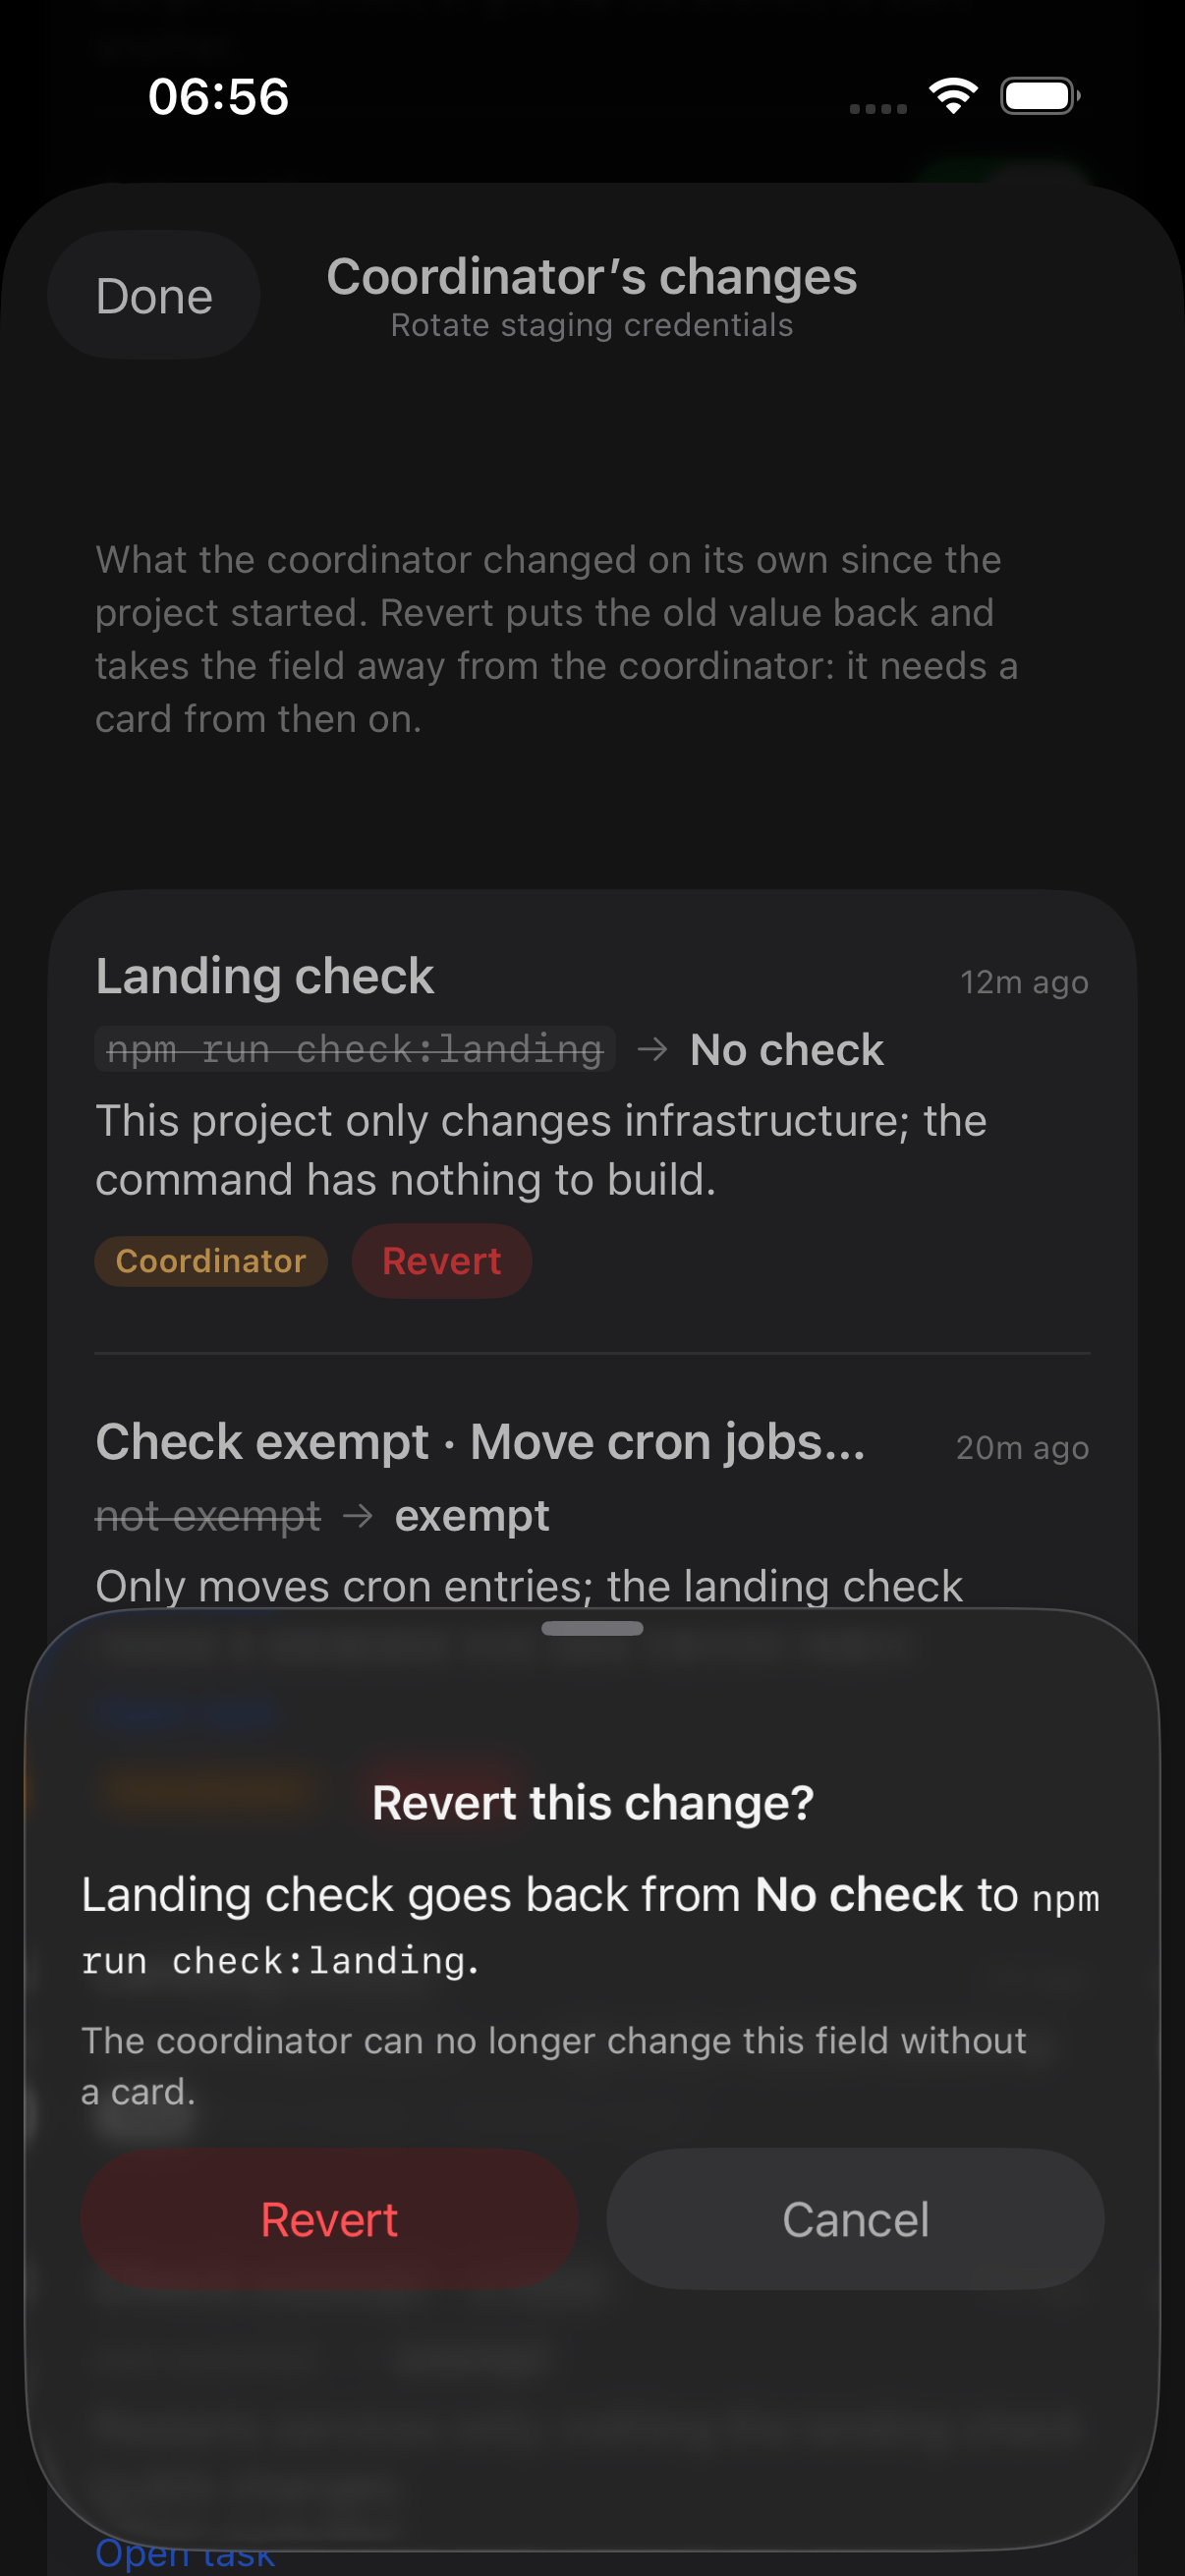 06:56
Done
Coordinator’s changes
Rotate staging credentials
What the coordinator changed on its own since the
project started. Revert puts the old value back and
takes the field away from the coordinator: it needs a
card from then on.
Landing check
12m ago
npm run check:landing → No check
This project only changes infrastructure; the
command has nothing to build.
Coordinator
Revert
Check exempt · Move cron jobs…
20m ago
not exempt → exempt
Only moves cron entries; the landing check
Revert this change?
Landing check goes back from No check to npm
run check:landing.
The coordinator can no longer change this field without
a card.
Revert
Cancel
Open task